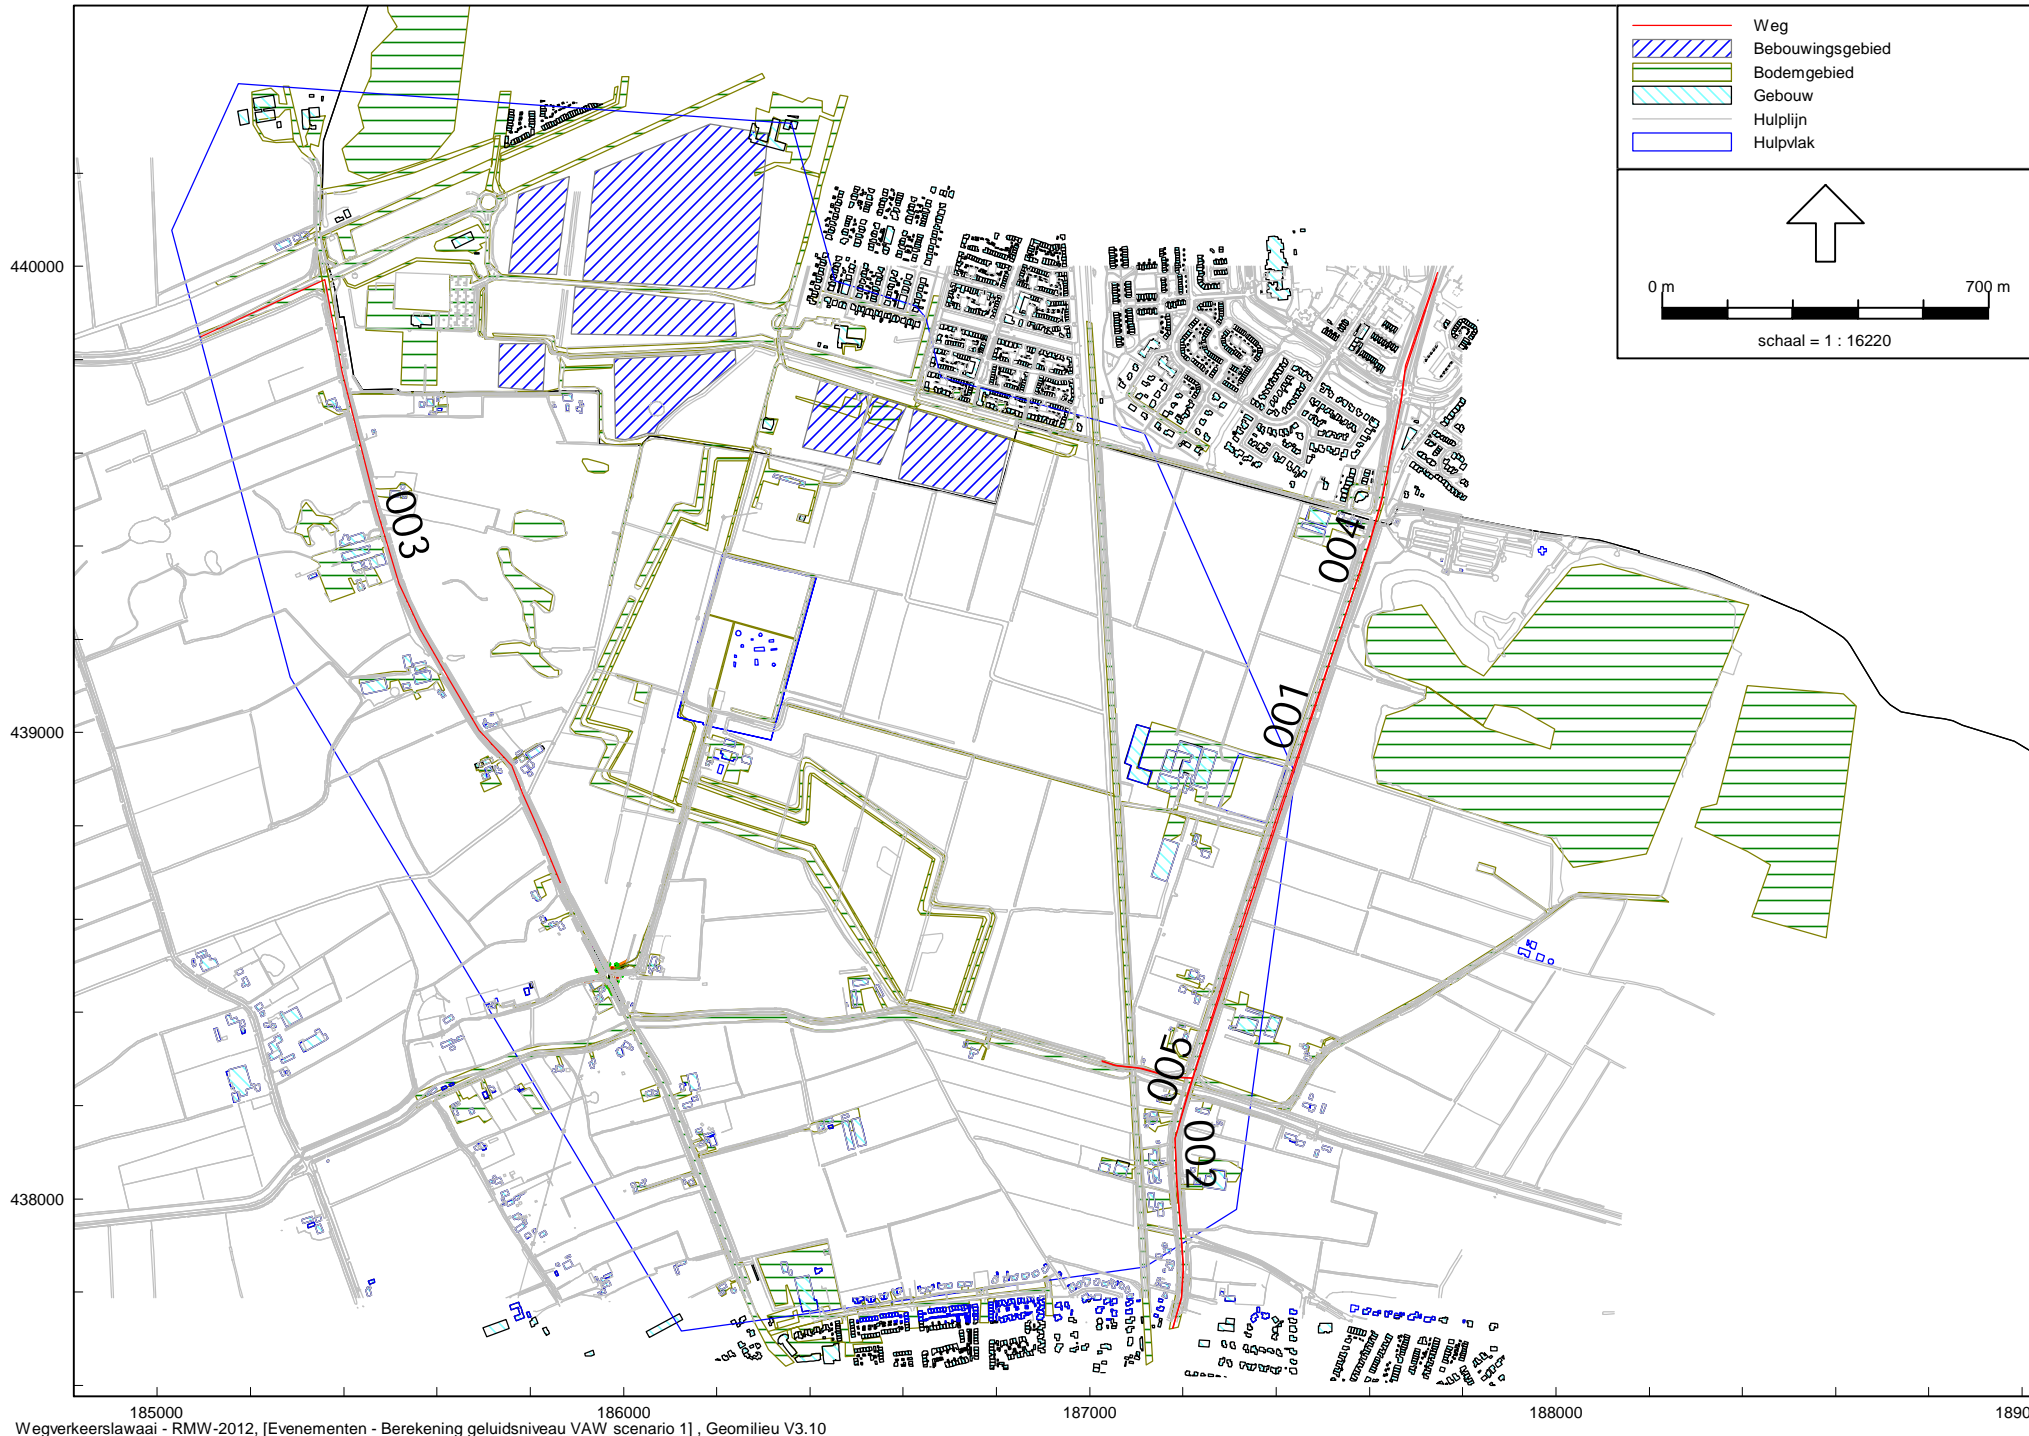 Weg
Bebouwingsgebied
Bodemgebied
Gebouw
Hulplijn
Hulpvlak
0 m 700 m
schaal = 1 : 16220
440000
439000
438000
003
004
001
005
002
185000 186000 187000 188000 1890
Wegverkeerslawaai - RMW-2012, [Evenementen - Berekening geluidsniveau VAW scenario 1] , Geomilieu V3.10